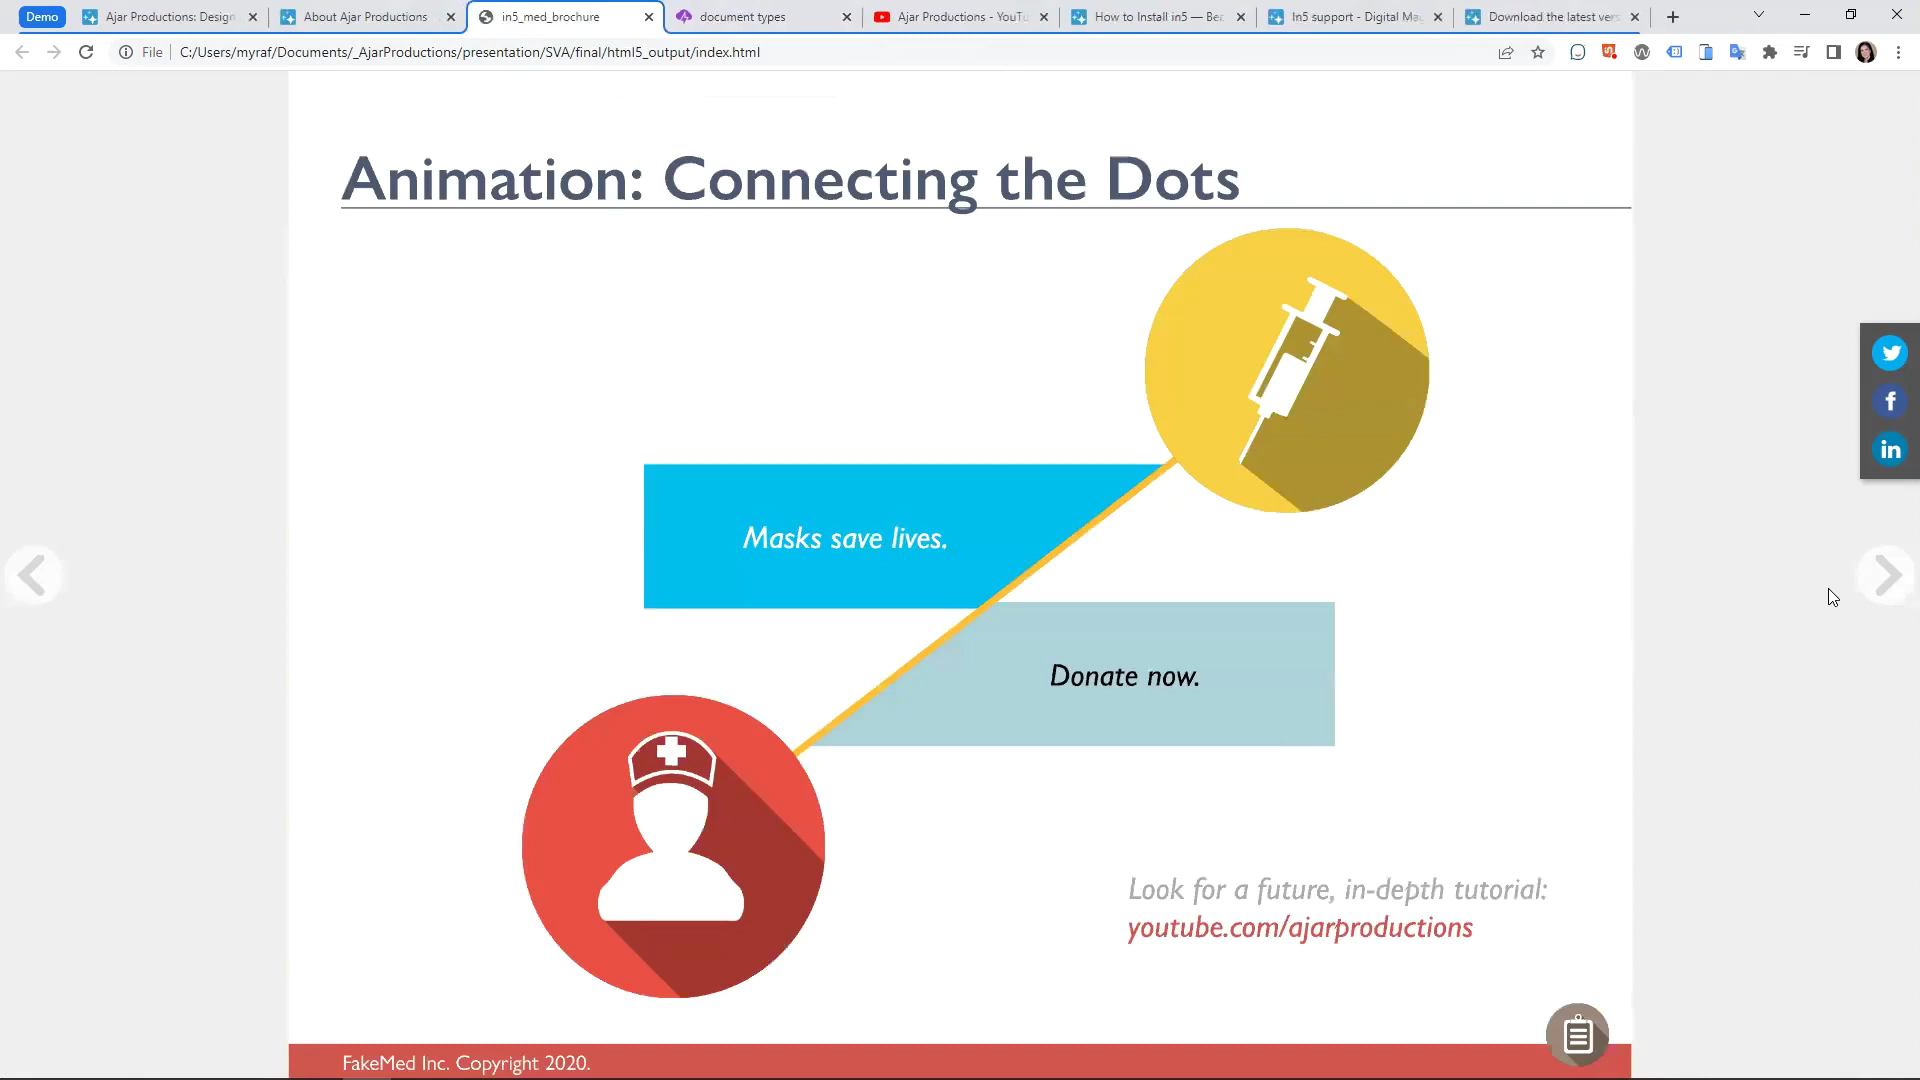 Demo
Ajar Productions: Design
About Ajar Productions
in5_med_brochure
document types
Ajar Productions - YouTu
How to Install in5 — Be
In5 support - Digital Ma
Download the latest vers
File
C:/Users/myraf/Documents/_AjarProductions/presentation/SVA/final/html5_output/index.html
Animation: Connecting the Dots
Masks save lives.
Donate now.
Look for a future, in-depth tutorial:
youtube.com/ajarproductions
FakeMed Inc. Copyright 2020.